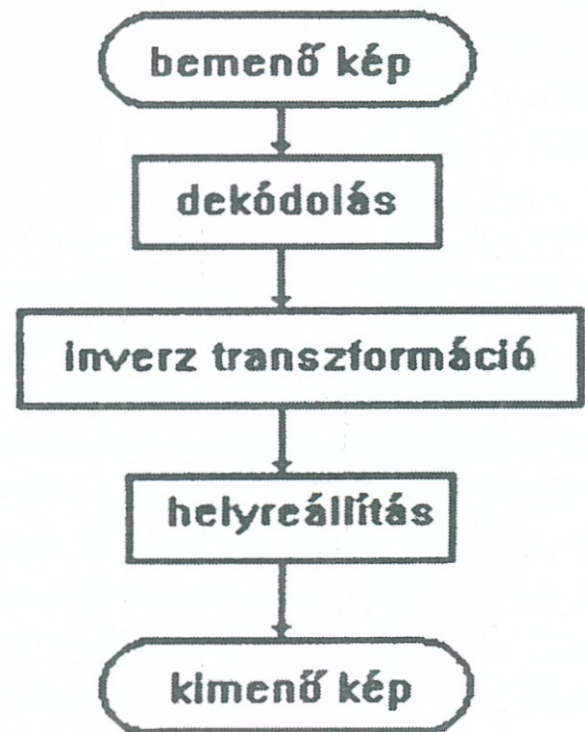 bemenő kép
dekódolás
inverz transzformáció
helyreállítás
kimenő kép